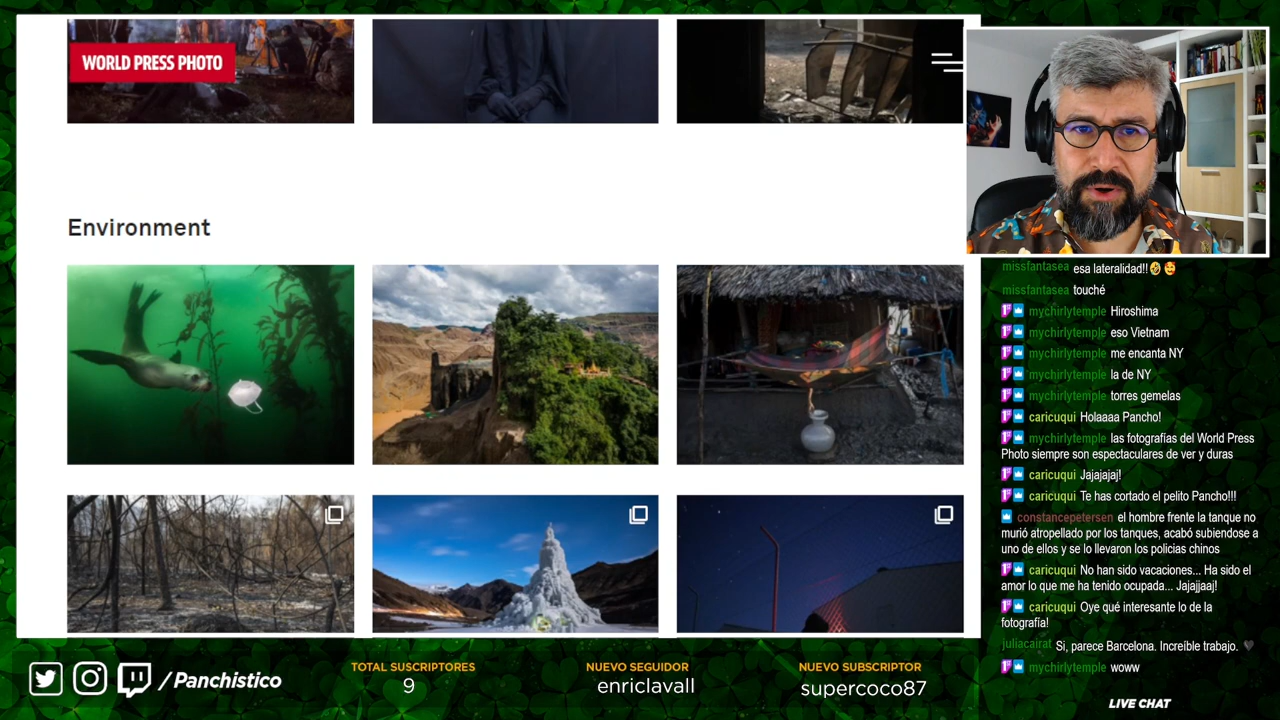 WORLD PRESS PHOTO
Environment
missfantasea esa lateralidad!!🤣🥰
missfantasea touché
mychirlytemple Hiroshima
mychirlytemple eso Vietnam
mychirlytemple me encanta NY
mychirlytemple la de NY
mychirlytemple torres gemelas
caricuqui Holaaaa Pancho!
mychirlytemple las fotografías del World Press
Photo siempre son espectaculares de ver y duras
caricuqui Jajajajaj!
caricuqui Te has cortado el pelito Pancho!!!
constancepetersen el hombre frente la tanque no
murió atropellado por los tanques, acabó subiendose a
uno de ellos y se lo llevaron los policias chinos
caricuqui No han sido vacaciones... Ha sido el
amor lo que me ha tenido ocupada... Jajajjaaj!
caricuqui Oye qué interesante lo de la
fotografía!
juliacairat Si, parece Barcelona. Increíble trabajo. 🖤
mychirlytemple woww
LIVE CHAT
/Panchistico
TOTAL SUSCRIPTORES
9
NUEVO SEGUIDOR
enriclavall
NUEVO SUBSCRIPTOR
supercoco87